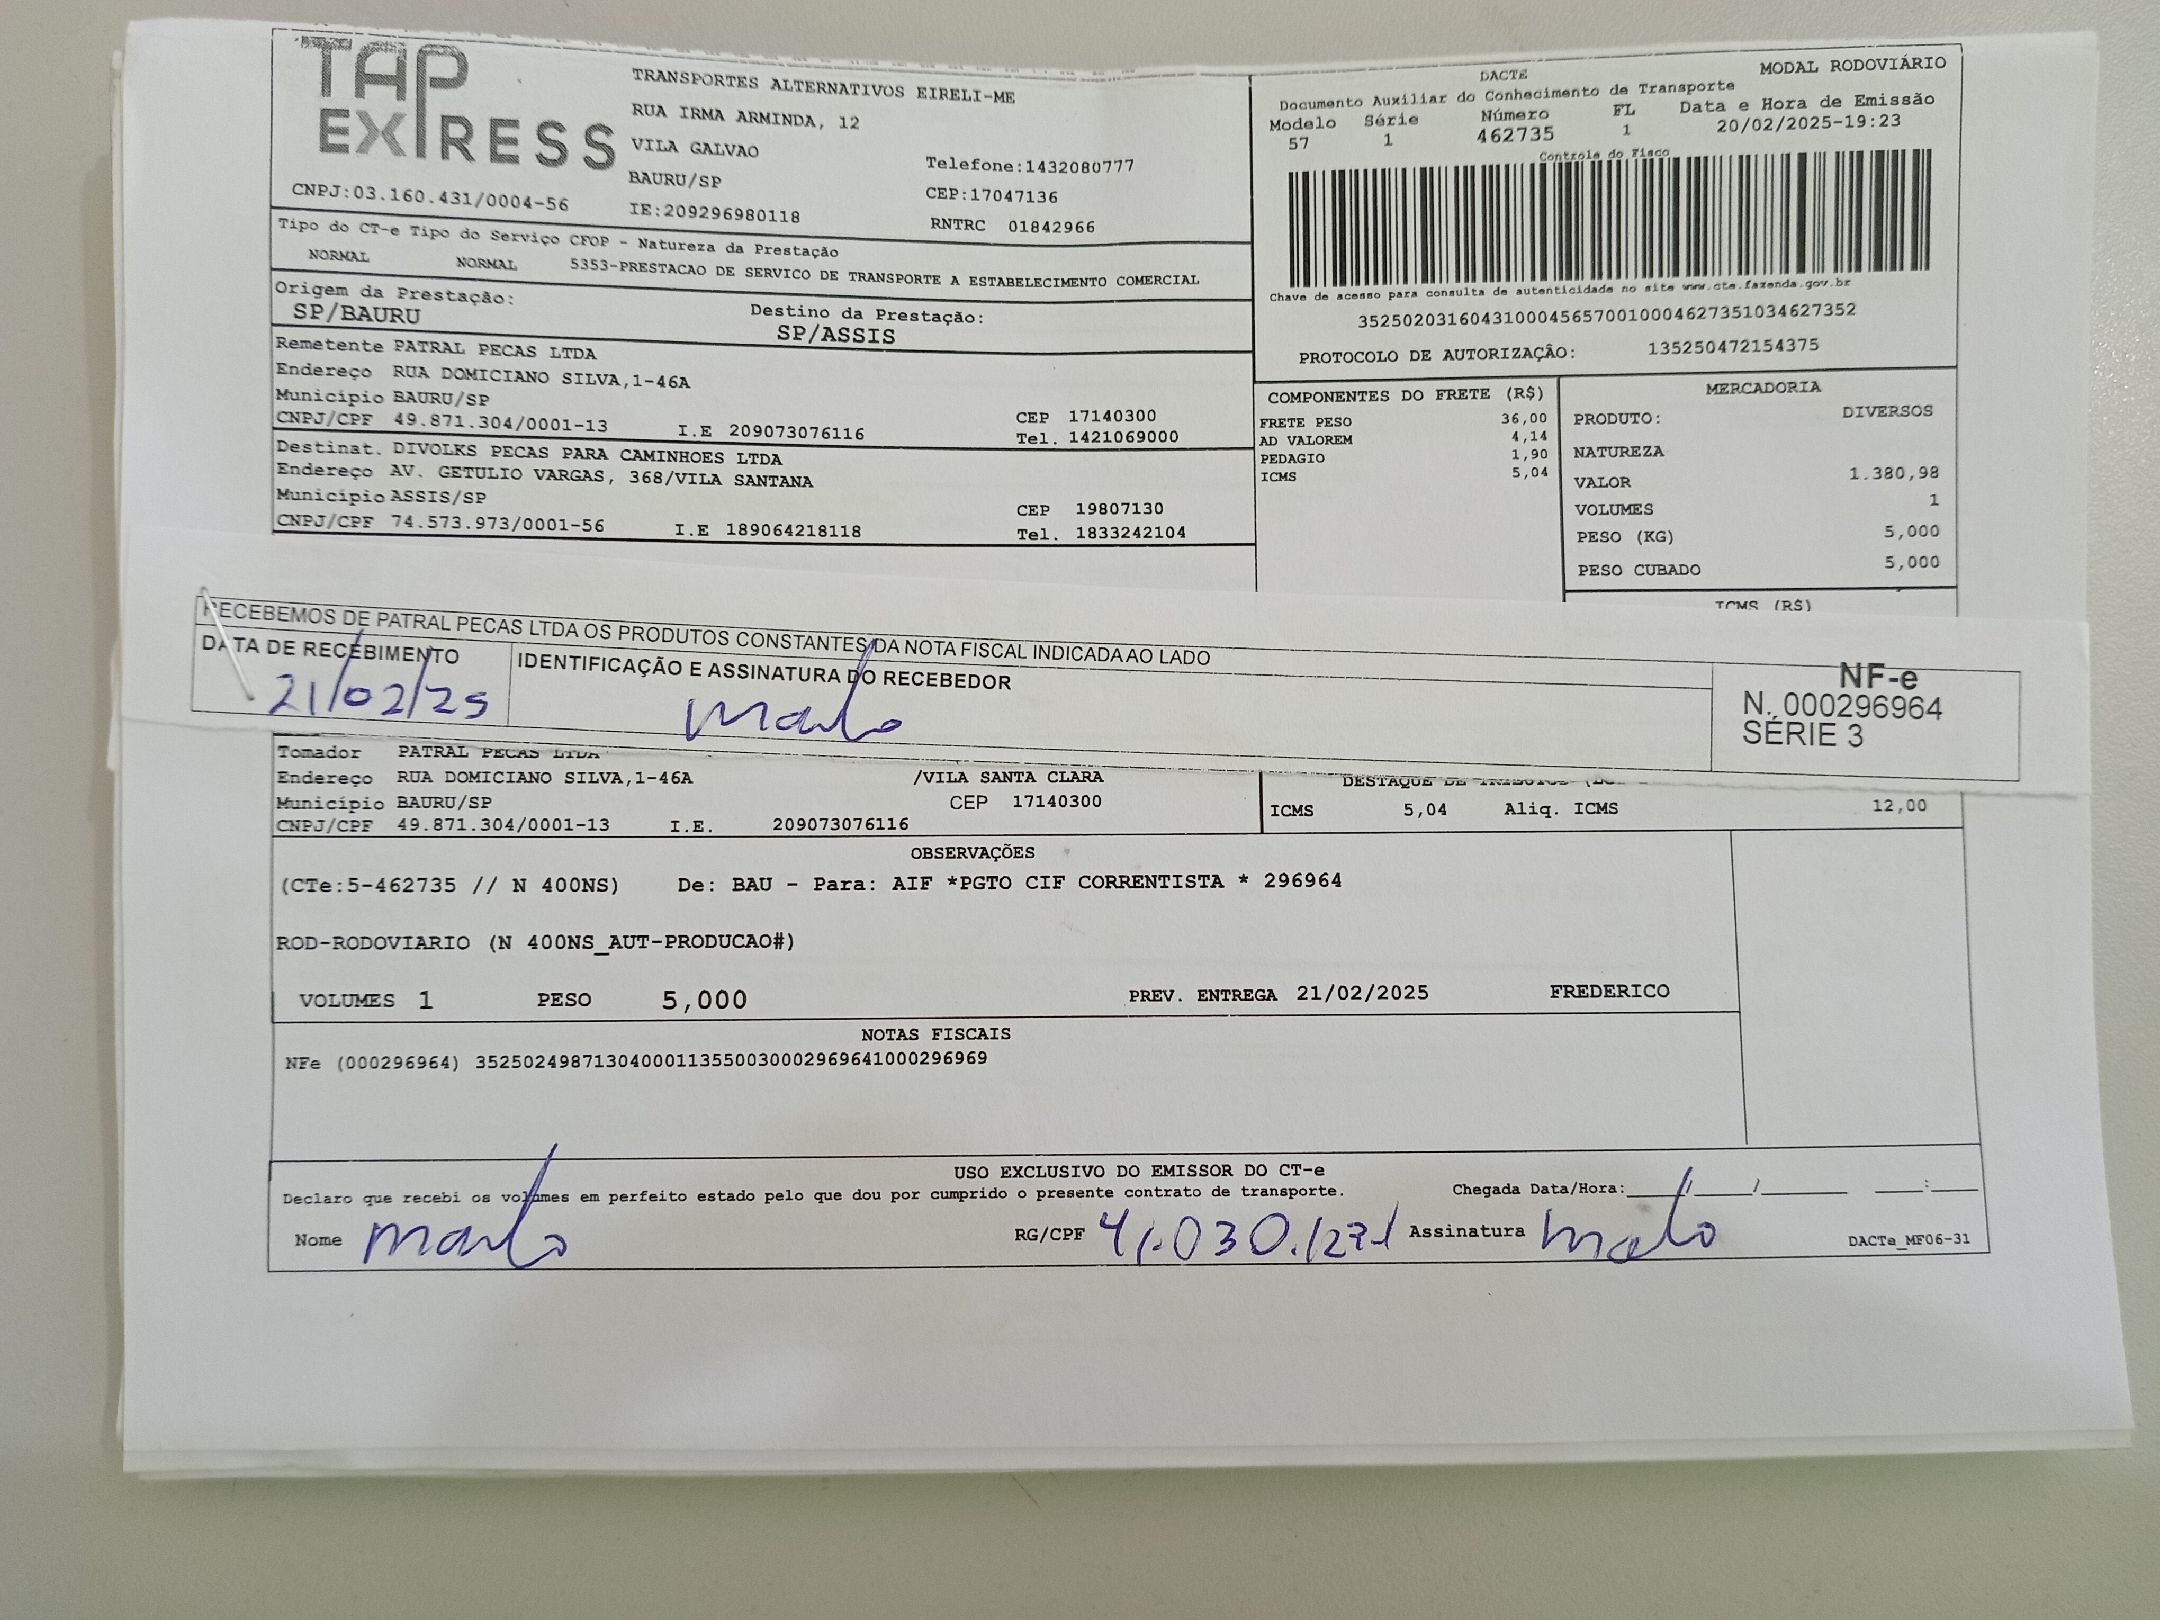 TAP EXPRESS
TRANSPORTES ALTERNATIVOS EIRELI-ME
RUA IRMA ARMINDA, 12
VILA GALVAO
BAURU/SP
IE:209296980118
Telefone:1432080777
CEP:17047136
RNTRC 01842966
CNPJ:03.160.431/0004-56
DACTE
MODAL RODOVIÁRIO
Documento Auxiliar do Conhecimento de Transporte
Modelo Série Número FL Data e Hora de Emissão
57 1 462735 1 20/02/2025-19:23
Controle do Fisco
Chave de acesso para consulta de autenticidade no site www.cte.fazenda.gov.br
35250203160431000456570010004627351034627352
PROTOCOLO DE AUTORIZAÇÃO: 135250472154375
Tipo do CT-e Tipo do Serviço CFOP - Natureza da Prestação
NORMAL NORMAL 5353-PRESTACAO DE SERVICO DE TRANSPORTE A ESTABELECIMENTO COMERCIAL
Origem da Prestação: Destino da Prestação:
SP/BAURU SP/ASSIS
Remetente PATRAL PECAS LTDA
Endereço RUA DOMICIANO SILVA,1-46A
Município BAURU/SP CEP 17140300
CNPJ/CPF 49.871.304/0001-13 I.E 209073076116 Tel. 1421069000
Destinat. DIVOLKS PECAS PARA CAMINHOES LTDA
Endereço AV. GETULIO VARGAS, 368/VILA SANTANA
Município ASSIS/SP CEP 19807130
CNPJ/CPF 74.573.973/0001-56 I.E 189064218118 Tel. 1833242104
COMPONENTES DO FRETE (R$)
FRETE PESO 36,00
AD VALOREM 4,14
PEDAGIO 1,90
ICMS 5,04
MERCADORIA
PRODUTO: DIVERSOS
NATUREZA
VALOR 1.380,98
VOLUMES 1
PESO (KG) 5,000
PESO CUBADO 5,000
ICMS (R$)
RECEBEMOS DE PATRAL PECAS LTDA OS PRODUTOS CONSTANTES DA NOTA FISCAL INDICADA AO LADO
DATA DE RECEBIMENTO IDENTIFICAÇÃO E ASSINATURA DO RECEBEDOR
21/02/25
NF-e
N. 000296964
SÉRIE 3
Tomador PATRAL PECAS LTDA
Endereço RUA DOMICIANO SILVA,1-46A /VILA SANTA CLARA
Município BAURU/SP CEP 17140300
CNPJ/CPF 49.871.304/0001-13 I.E. 209073076116
DESTAQUE DE TRIBUTOS
ICMS 5,04 Aliq. ICMS 12,00
OBSERVAÇÕES
(CTe:5-462735 // N 400NS) De: BAU - Para: AIF *PGTO CIF CORRENTISTA * 296964
ROD-RODOVIARIO (N 400NS_AUT-PRODUCAO#)
VOLUMES 1 PESO 5,000 PREV. ENTREGA 21/02/2025 FREDERICO
NOTAS FISCAIS
NFe (000296964) 35250249871304000113550030002969641000296969
USO EXCLUSIVO DO EMISSOR DO CT-e
Declaro que recebi os volumes em perfeito estado pelo que dou por cumprido o presente contrato de transporte. Chegada Data/Hora:
Nome RG/CPF Assinatura
DACTe_MF06-31